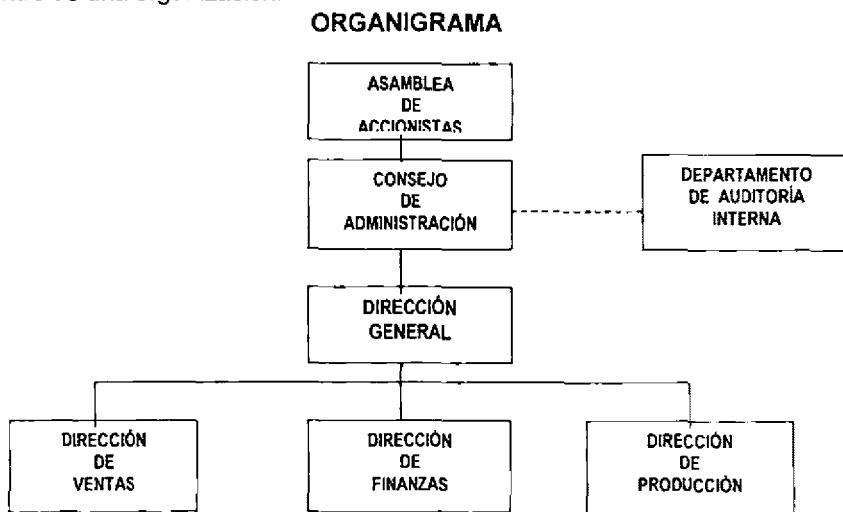 ORGANIGRAMA
ASAMBLEA
DE
ACCIONISTAS
CONSEJO
DE
ADMINISTRACIÓN
DEPARTAMENTO
DE AUDITORÍA
INTERNA
DIRECCIÓN
GENERAL
DIRECCIÓN
DE
VENTAS
DIRECCIÓN
DE
FINANZAS
DIRECCIÓN
DE
PRODUCCIÓN